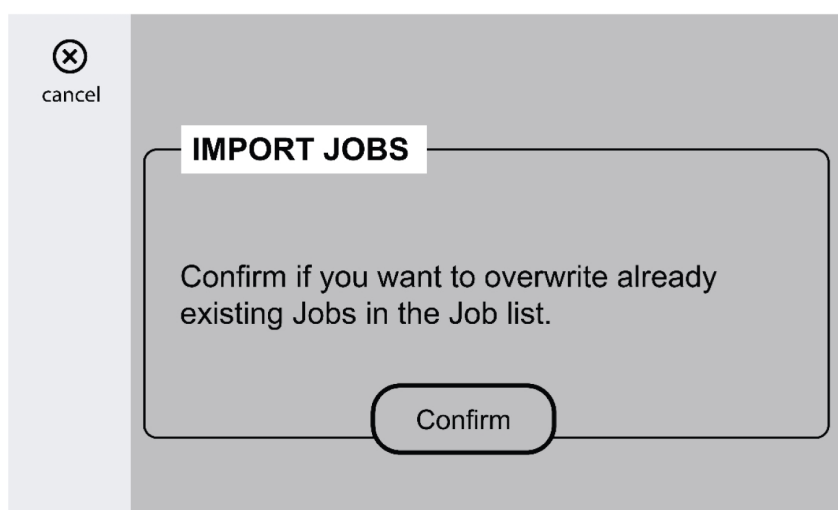 cancel
IMPORT JOBS
Confirm if you want to overwrite already
existing Jobs in the Job list.
Confirm